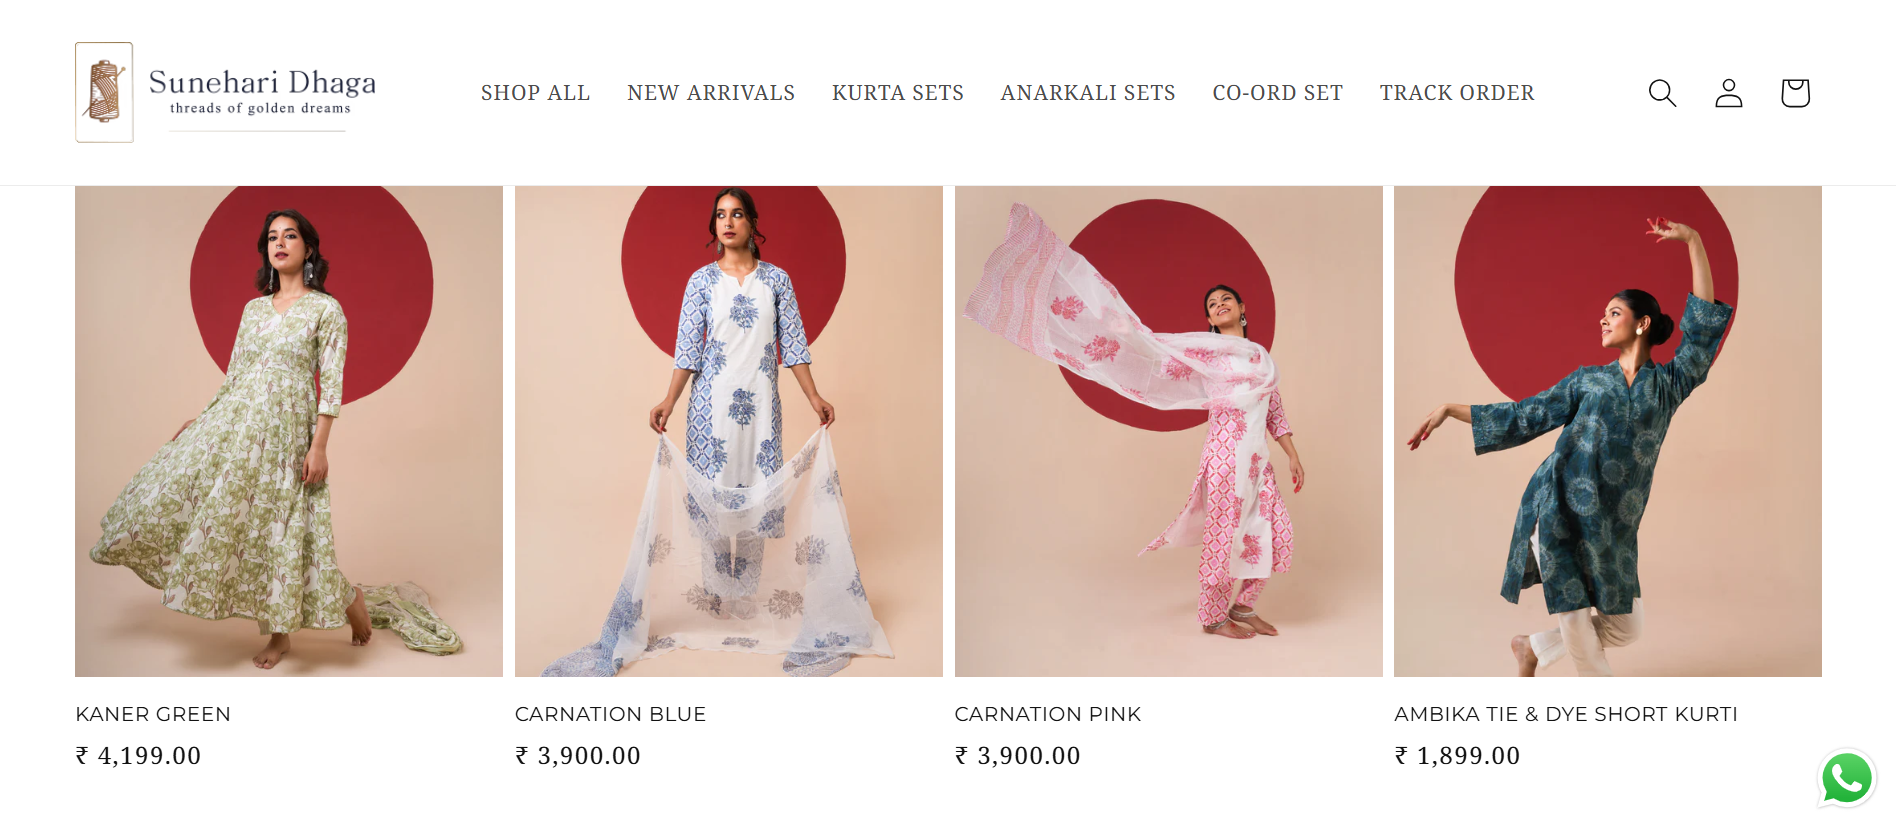 Sunehari Dhaga
threads of golden dreams
SHOP ALL
NEW ARRIVALS
KURTA SETS
ANARKALI SETS
CO-ORD SET
TRACK ORDER
KANER GREEN
₹ 4,199.00
CARNATION BLUE
₹ 3,900.00
CARNATION PINK
₹ 3,900.00
AMBIKA TIE & DYE SHORT KURTI
₹ 1,899.00